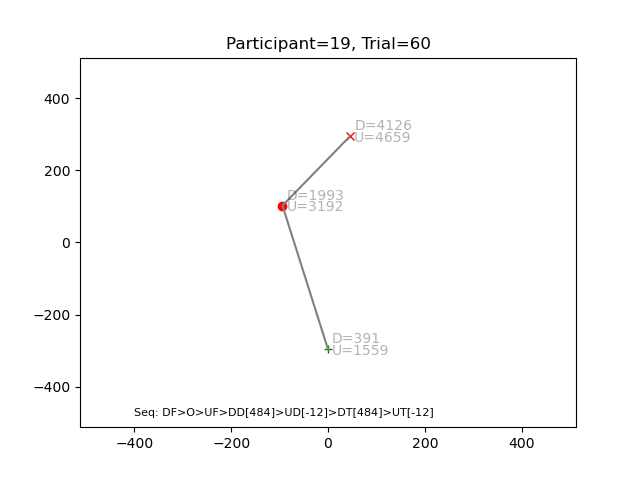 Participant=19, Trial=60
400
200
0
−200
−400
D=4126
U=4659
D=1993
U=3192
D=391
U=1559
Seq: DF>O>UF>DD[484]>UD[-12]>DT[484]>UT[-12]
−400 −200 0 200 400